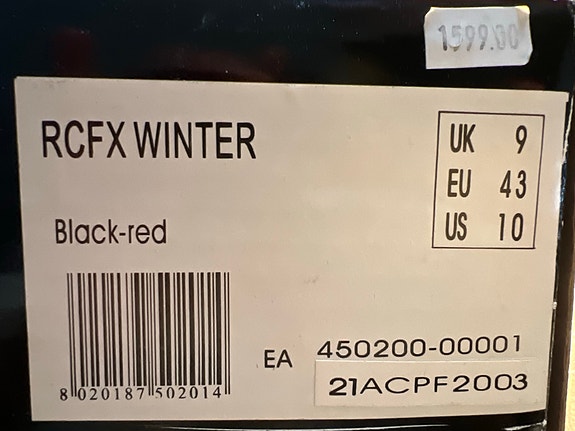 1599.00
RCFX WINTER
UK 9
EU 43
US 10
Black-red
EA 450200-00001
8 020187 502014
21ACPF2003